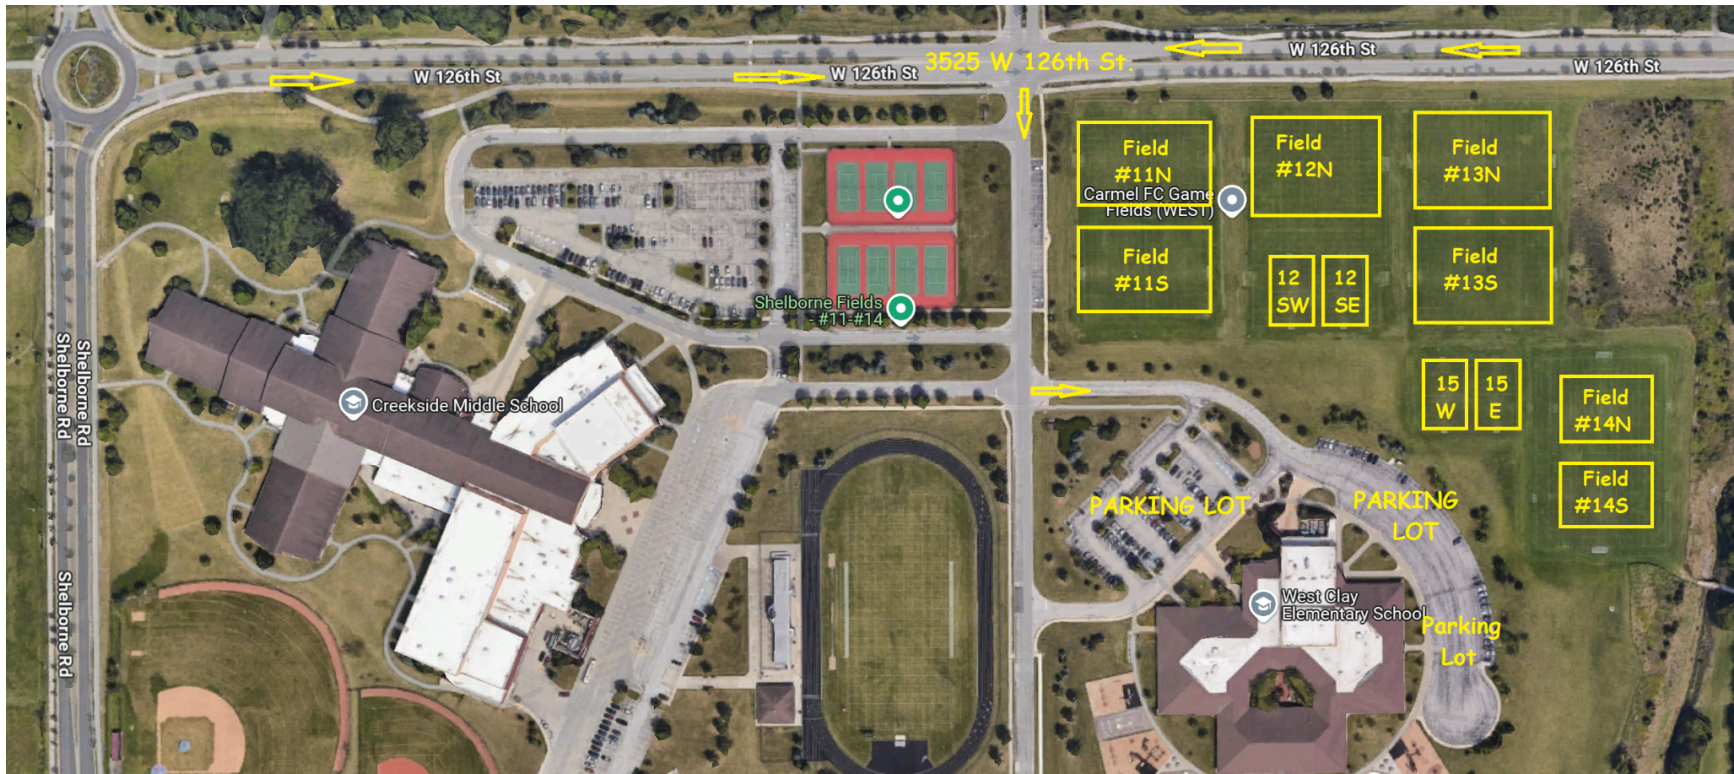 W 126th St
W 126th St
3525 W 126th St.
W 126th St
W 126th St
Field
#11N
Field
#12N
Field
#13N
Carmel FC Game
Fields (WEST)
Field
#11S
12
SW
12
SE
Field
#13S
Shelborne Fields
- #11-#14
Shelborne Rd
Shelborne Rd
15
W
15
E
Field
#14N
Creekside Middle School
Field
#14S
PARKING LOT
PARKING
LOT
Shelborne Rd
West Clay
Elementary School
Parking
Lot